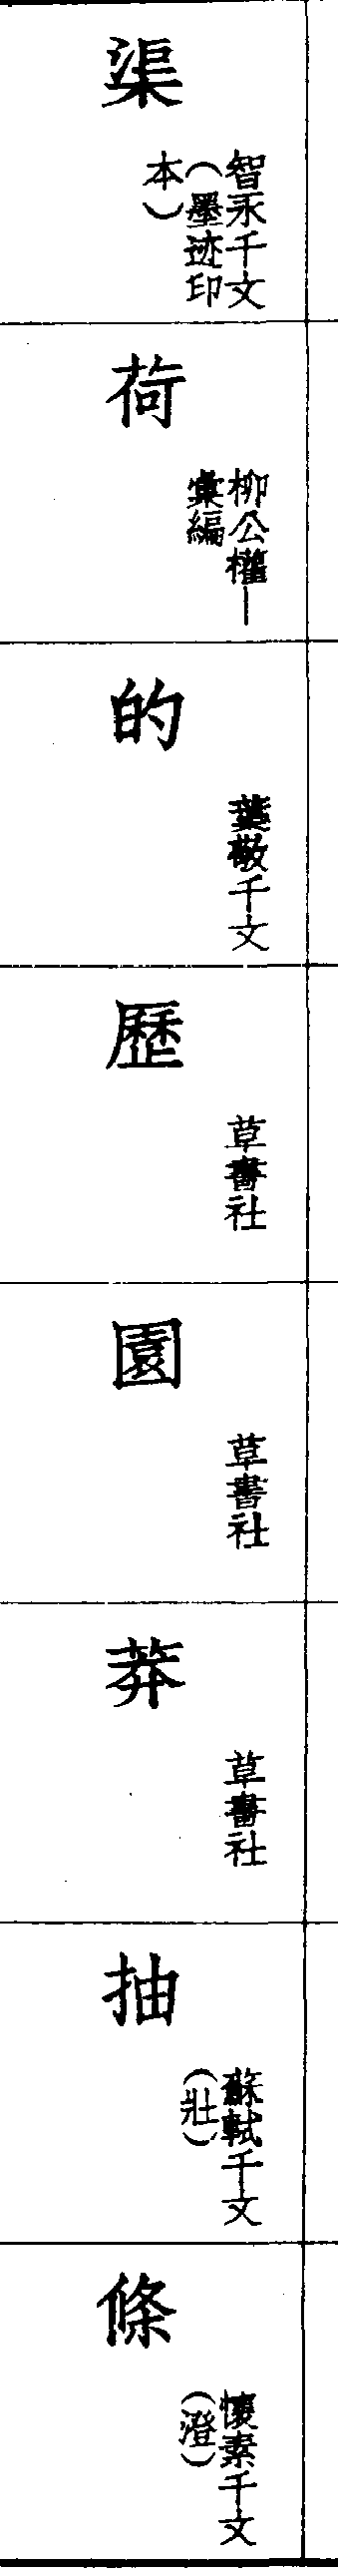 渠
智永千文
（墨迹印
本）
荷
柳公權—
彙編
的
葉敬千文
歷
草書社
園
草書社
莽
草書社
抽
蘇軾千文
（壯）
條
懷素千文
（澄）